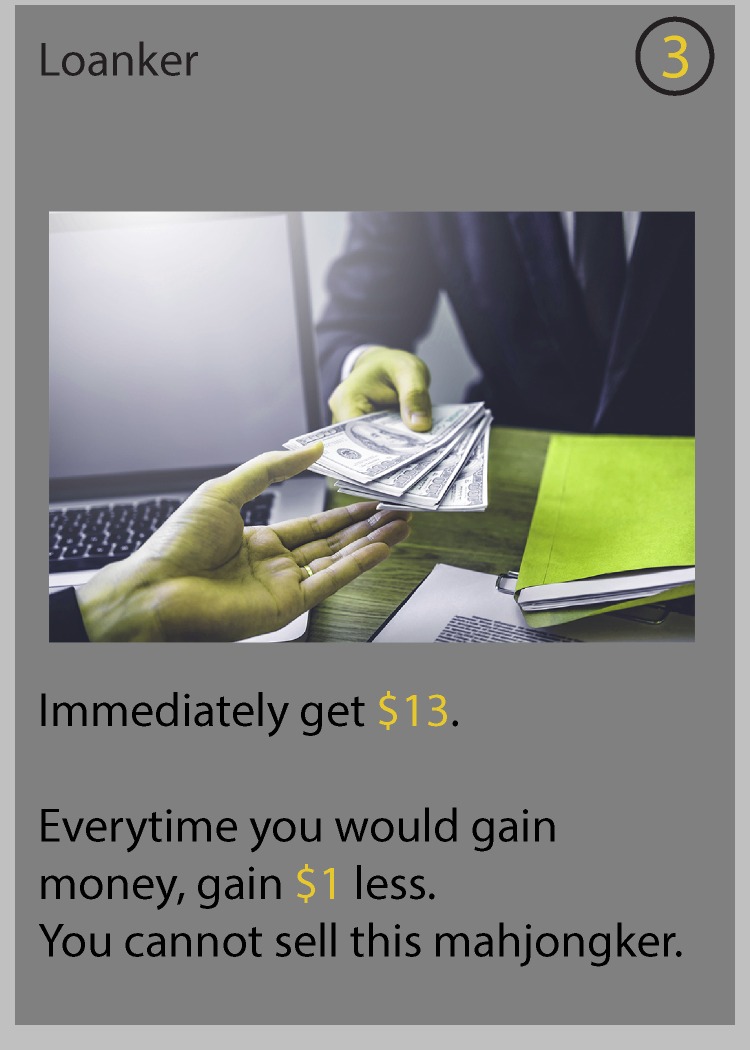 Loanker
3
Immediately get $13.
Everytime you would gain
money, gain $1 less.
You cannot sell this mahjongker.